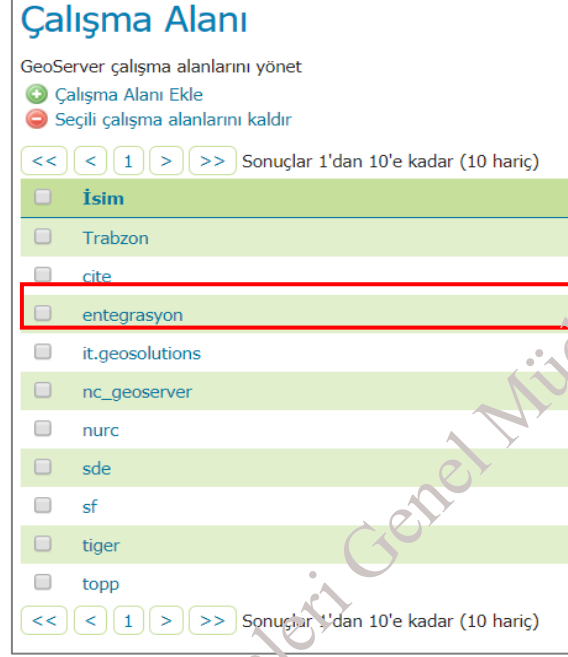 Çalışma Alanı
GeoServer çalışma alanlarını yönet
Çalışma Alanı Ekle
Seçili çalışma alanlarını kaldır
<< < 1 > >> Sonuçlar 1'dan 10'e kadar (10 hariç)
İsim
Trabzon
cite
entegrasyon
it.geosolutions
nc_geoserver
nurc
sde
sf
tiger
topp
<< < 1 > >> Sonuçlar 1'dan 10'e kadar (10 hariç)
Genel